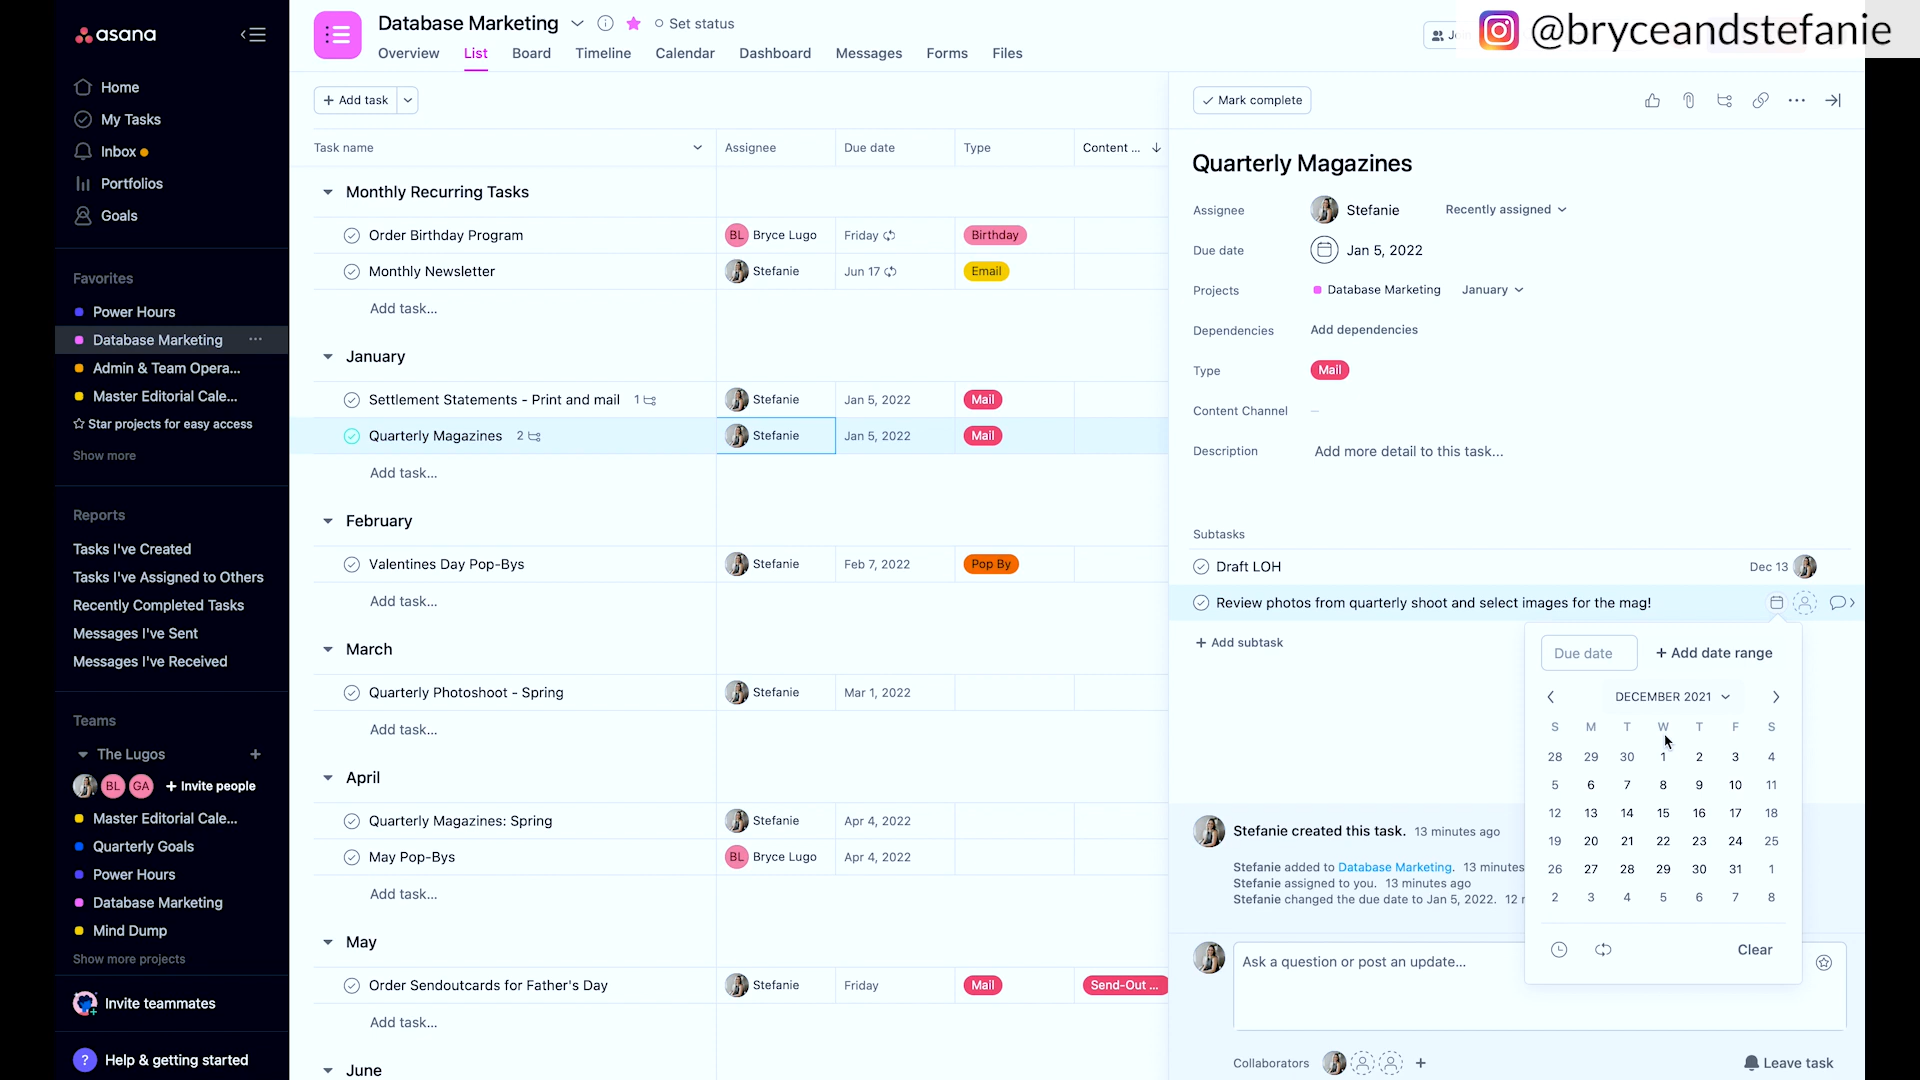 asana
Home
My Tasks
Inbox
Portfolios
Goals
Favorites
Power Hours
Database Marketing
Admin & Team Opera...
Master Editorial Cale...
Star projects for easy access
Show more
Reports
Tasks I've Created
Tasks I've Assigned to Others
Recently Completed Tasks
Messages I've Sent
Messages I've Received
Teams
The Lugos
BL GA + Invite people
Master Editorial Cale...
Quarterly Goals
Power Hours
Database Marketing
Mind Dump
Show more projects
Invite teammates
? Help & getting started
Database Marketing Set status
Overview List Board Timeline Calendar Dashboard Messages Forms Files
@bryceandstefanie
+ Add task
Task name Assignee Due date Type Content ...
Monthly Recurring Tasks
Order Birthday Program BL Bryce Lugo Friday Birthday
Monthly Newsletter Stefanie Jun 17 Email
Add task...
January
Settlement Statements - Print and mail 1 Stefanie Jan 5, 2022 Mail
Quarterly Magazines 2 Stefanie Jan 5, 2022 Mail
Add task...
February
Valentines Day Pop-Bys Stefanie Feb 7, 2022 Pop By
Add task...
March
Quarterly Photoshoot - Spring Stefanie Mar 1, 2022
Add task...
April
Quarterly Magazines: Spring Stefanie Apr 4, 2022
May Pop-Bys BL Bryce Lugo Apr 4, 2022
Add task...
May
Order Sendoutcards for Father's Day Stefanie Friday Mail Send-Out ...
Add task...
June
Mark complete
Quarterly Magazines
Assignee Stefanie Recently assigned
Due date Jan 5, 2022
Projects Database Marketing January
Dependencies Add dependencies
Type Mail
Content Channel —
Description Add more detail to this task...
Subtasks
Draft LOH Dec 13
Review photos from quarterly shoot and select images for the mag!
+ Add subtask
Due date + Add date range
DECEMBER 2021
S M T W T F S
28 29 30 1 2 3 4
5 6 7 8 9 10 11
12 13 14 15 16 17 18
19 20 21 22 23 24 25
26 27 28 29 30 31 1
2 3 4 5 6 7 8
Clear
Stefanie created this task. 13 minutes ago
Stefanie added to Database Marketing. 13 minutes
Stefanie assigned to you. 13 minutes ago
Stefanie changed the due date to Jan 5, 2022. 12
Ask a question or post an update...
Collaborators + Leave task